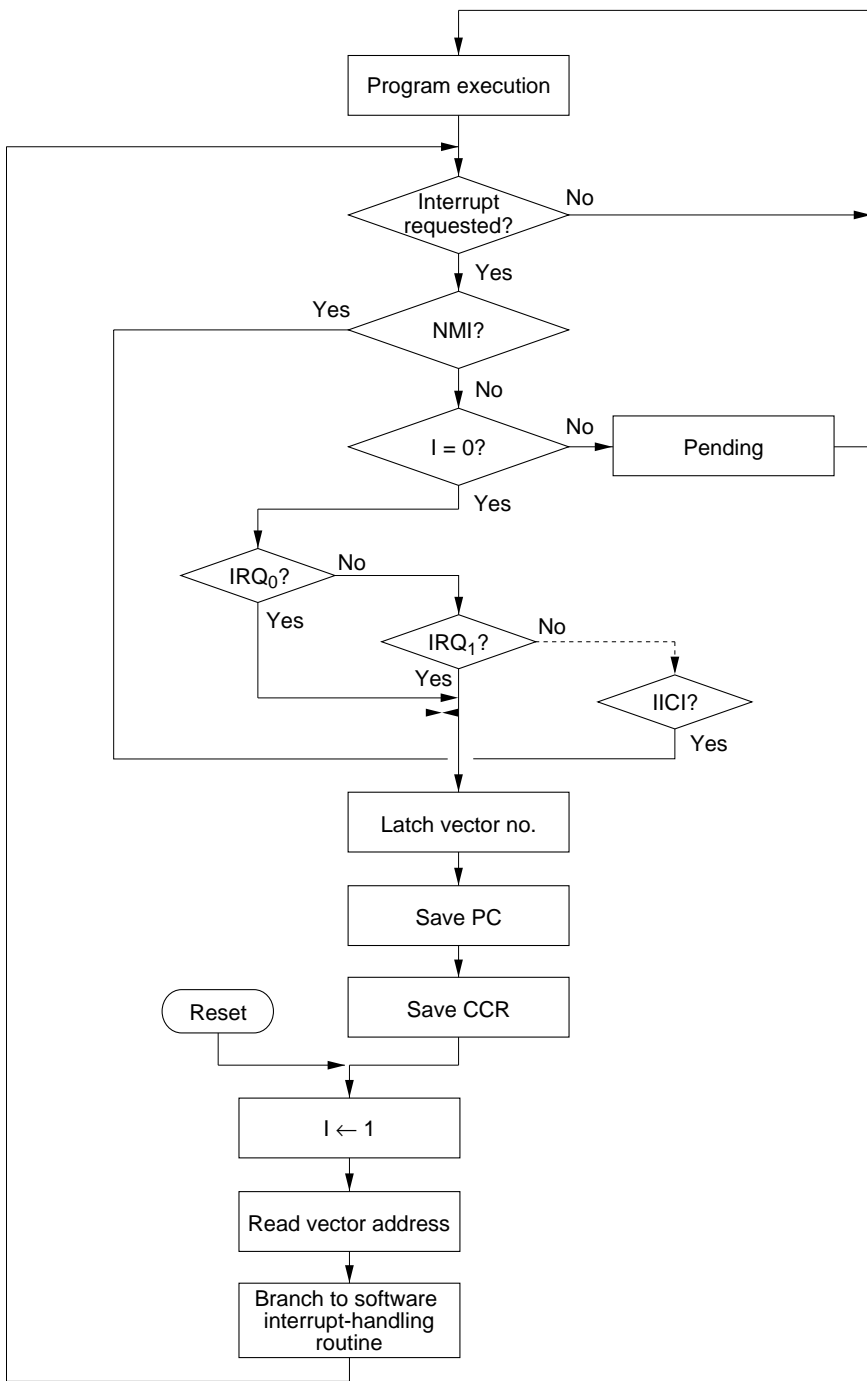 Program execution
Interrupt
requested?
No
Yes
Yes
NMI?
No
I = 0?
No
Pending
Yes
IRQ0?
No
Yes
IRQ1?
No
Yes
IICI?
Yes
Latch vector no.
Save PC
Save CCR
Reset
I ← 1
Read vector address
Branch to software
interrupt-handling
routine